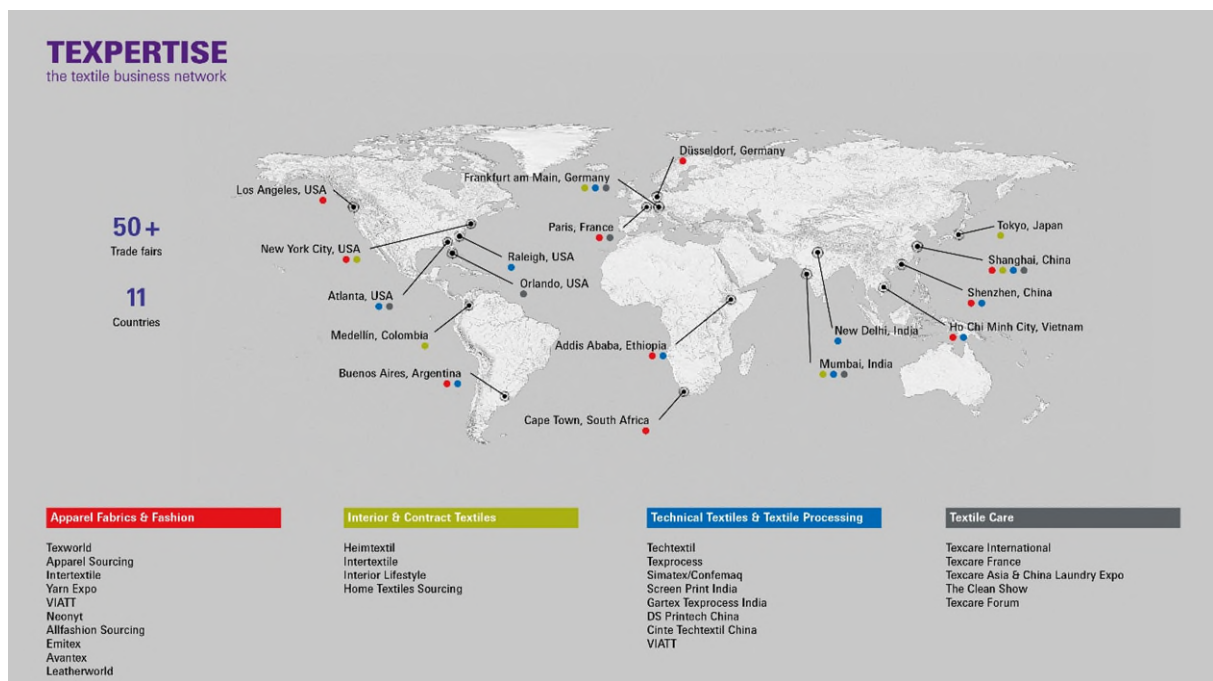 TEXPERTISE
the textile business network
50 +
Trade fairs
11
Countries
Düsseldorf, Germany
Frankfurt am Main, Germany
Los Angeles, USA
Paris, France
Tokyo, Japan
New York City, USA
Raleigh, USA
Shanghai, China
Orlando, USA
Atlanta, USA
Shenzhen, China
Medellín, Colombia
New Delhi, India
Ho Chi Minh City, Vietnam
Addis Ababa, Ethiopia
Mumbai, India
Buenos Aires, Argentina
Cape Town, South Africa
Apparel Fabrics & Fashion
Texworld
Apparel Sourcing
Intertextile
Yarn Expo
VIATT
Neonyt
Allfashion Sourcing
Emitex
Avantex
Leatherworld
Interior & Contract Textiles
Heimtextil
Intertextile
Interior Lifestyle
Home Textiles Sourcing
Technical Textiles & Textile Processing
Techtextil
Texprocess
Simatex/Confemaq
Screen Print India
Gartex Texprocess India
DS Printech China
Cinte Techtextil China
VIATT
Textile Care
Texcare International
Texcare France
Texcare Asia & China Laundry Expo
The Clean Show
Texcare Forum